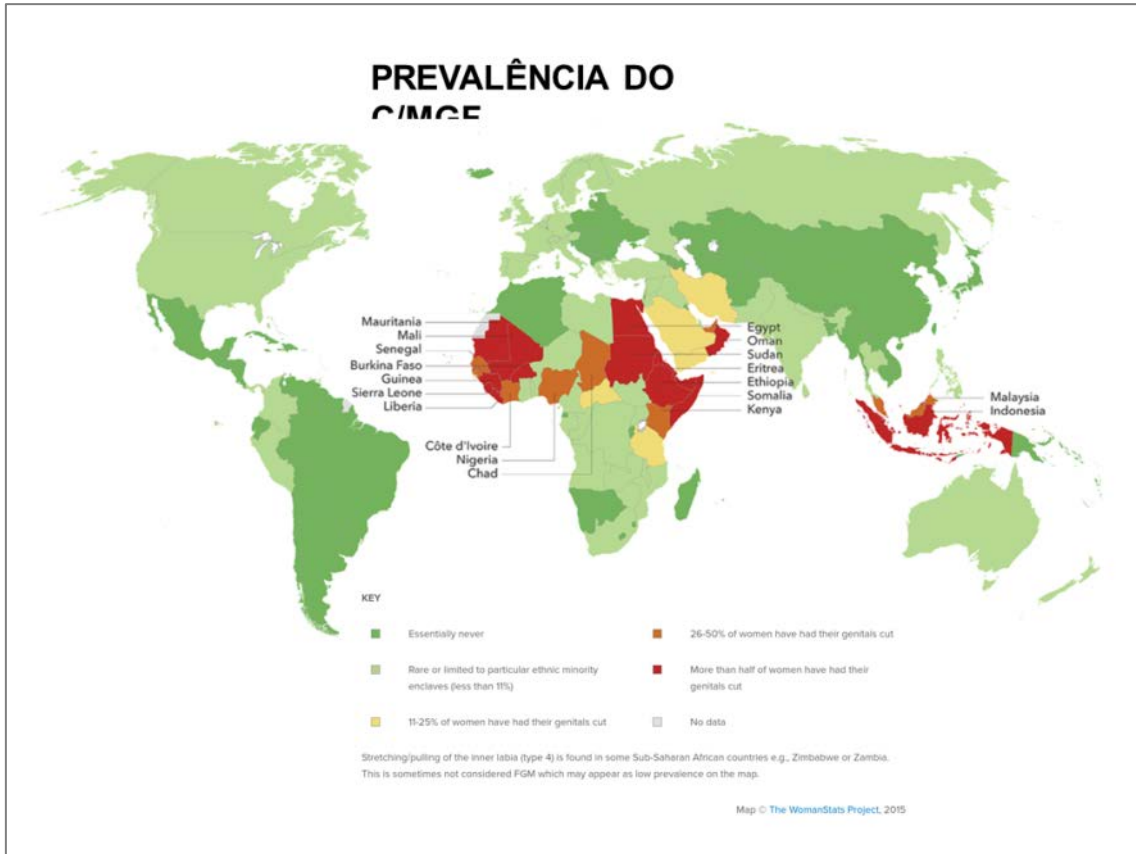 PREVALÊNCIA DO
C/MGF
Mauritania
Mali
Senegal
Burkina Faso
Guinea
Sierra Leone
Liberia
Côte d'Ivoire
Nigeria
Chad
Egypt
Oman
Sudan
Eritrea
Ethiopia
Somalia
Kenya
Malaysia
Indonesia
KEY
Essentially never
Rare or limited to particular ethnic minority
enclaves (less than 11%)
11-25% of women have had their genitals cut
26-50% of women have had their genitals cut
More than half of women have had their
genitals cut
No data
Stretching/pulling of the inner labia (type 4) is found in some Sub-Saharan African countries e.g., Zimbabwe or Zambia.
This is sometimes not considered FGM which may appear as low prevalence on the map.
Map © The WomanStats Project, 2015